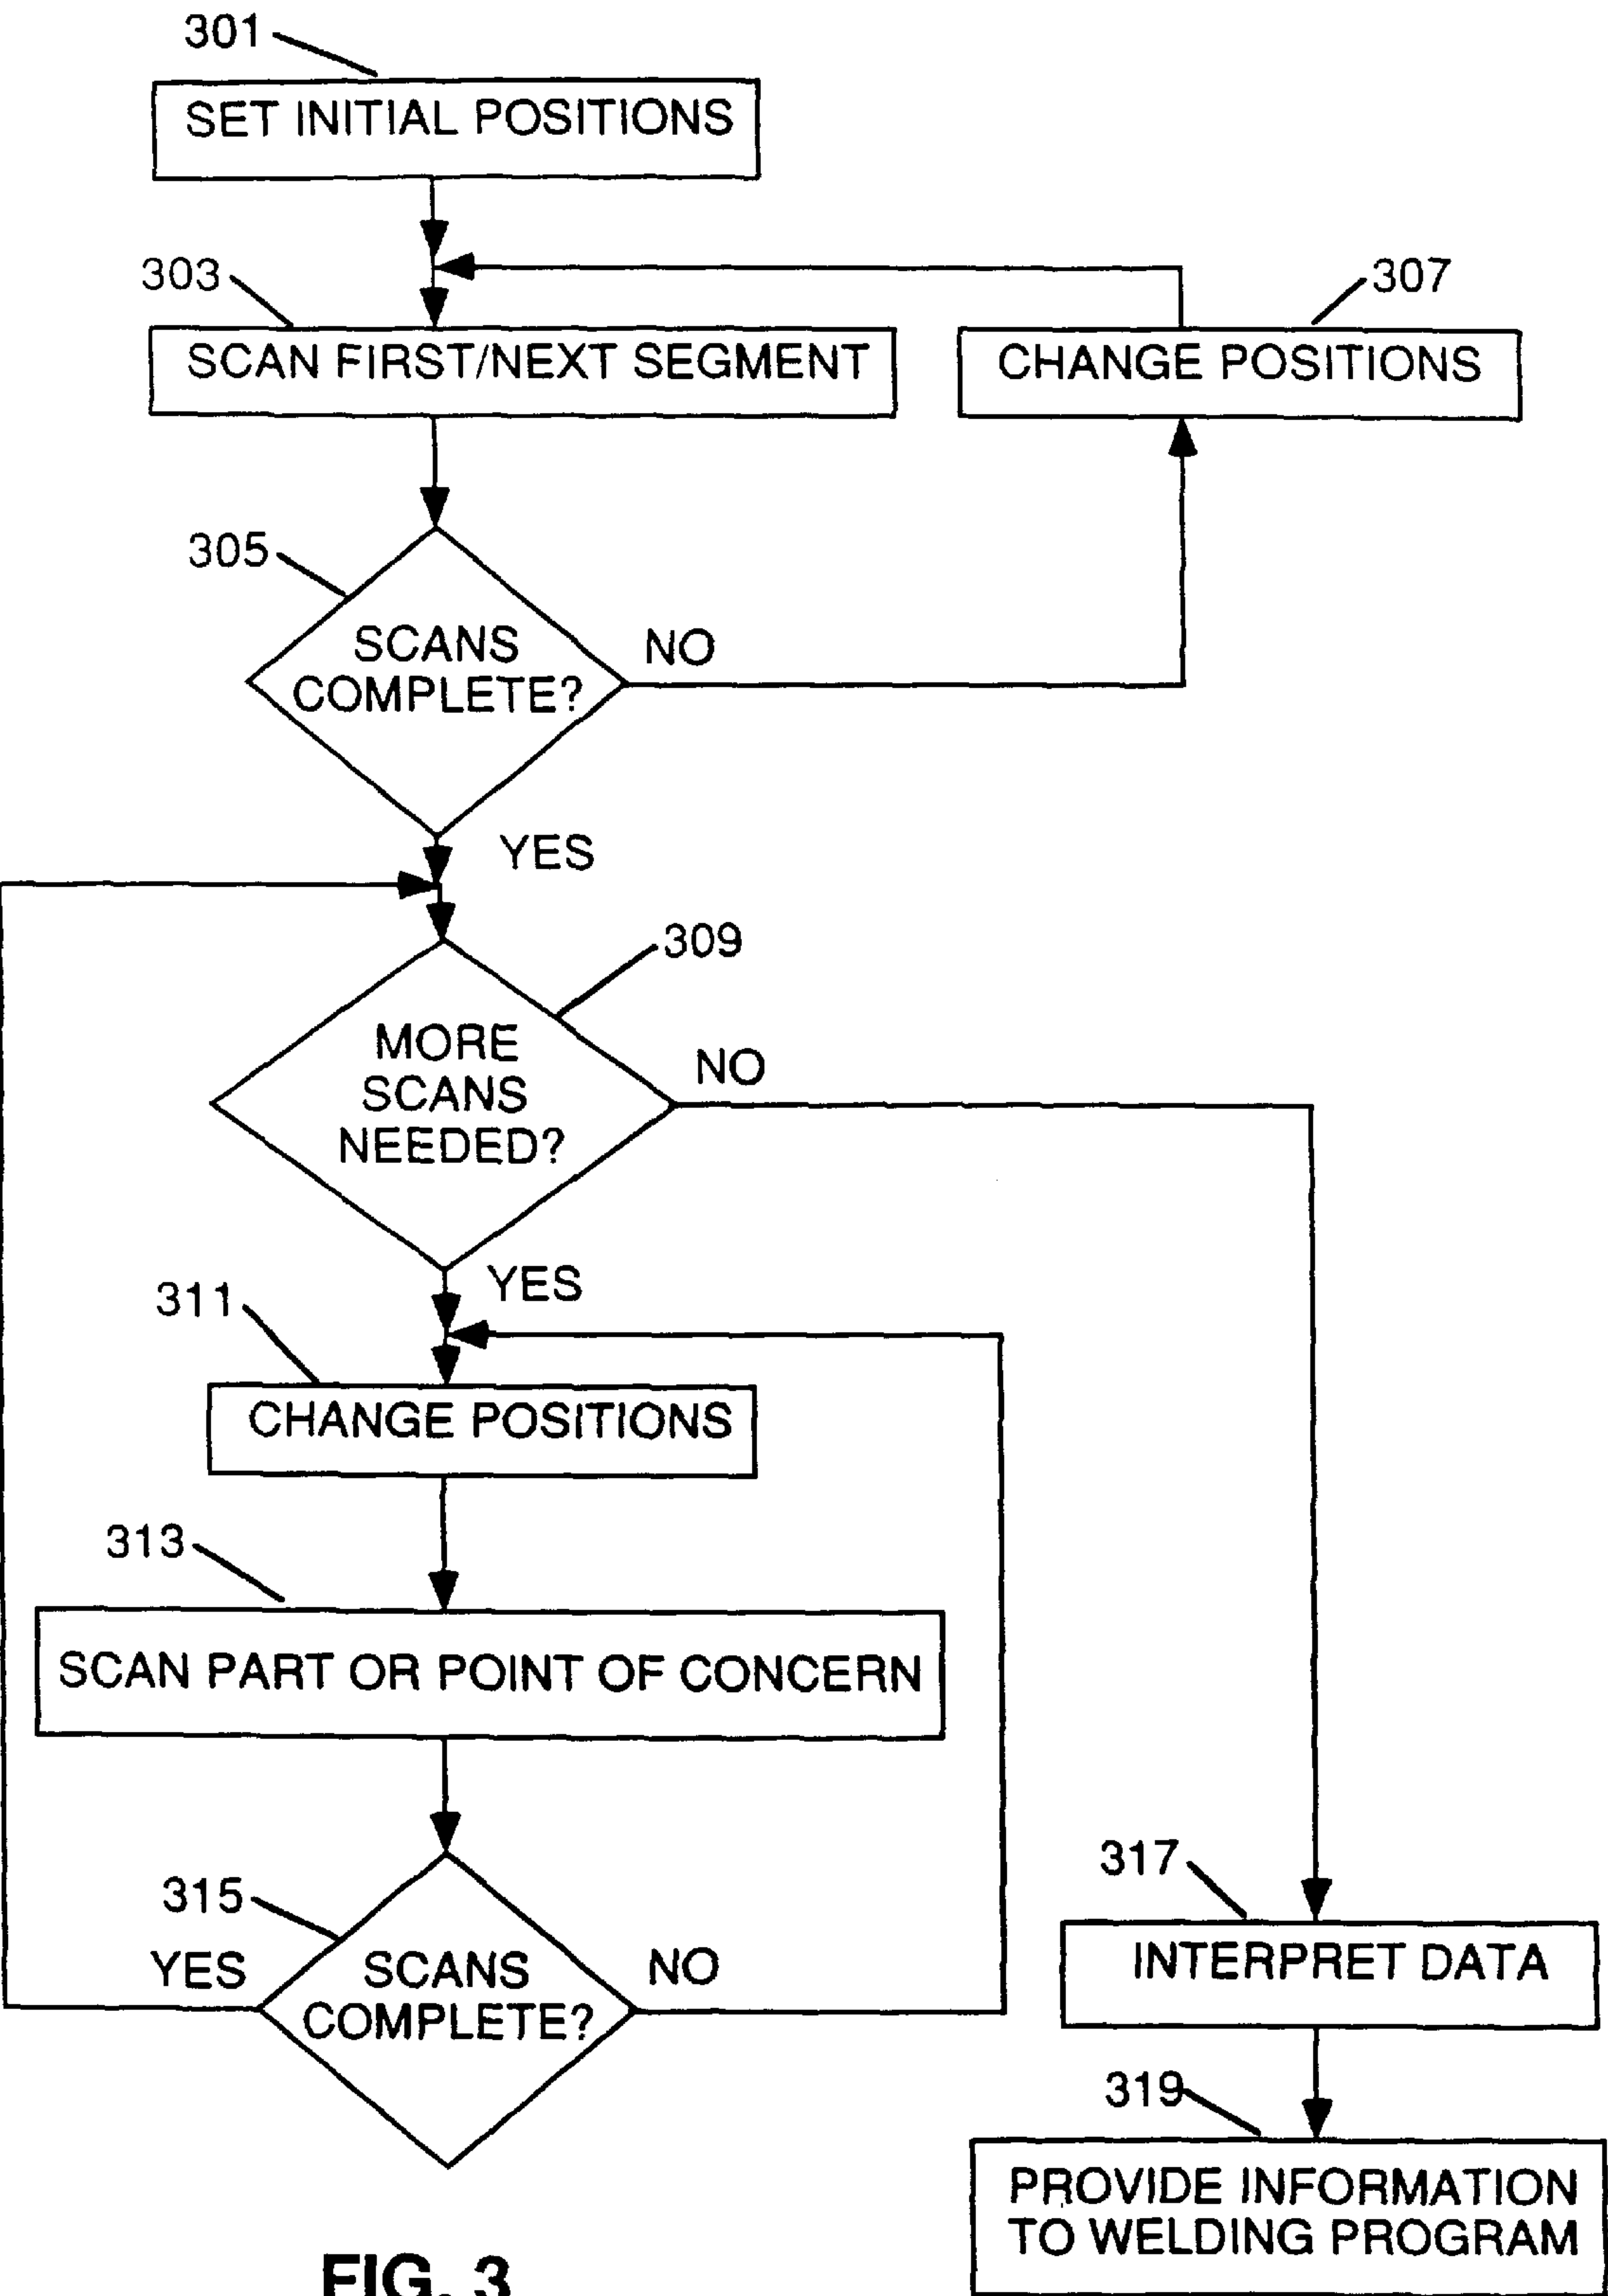 301
SET INITIAL POSITIONS
303
307
SCAN FIRST/NEXT SEGMENT
CHANGE POSITIONS
305
SCANS
COMPLETE?
NO
YES
309
MORE
SCANS
NEEDED?
NO
YES
311
CHANGE POSITIONS
313
SCAN PART OR POINT OF CONCERN
315
YES
SCANS
COMPLETE?
NO
317
INTERPRET DATA
319
PROVIDE INFORMATION
TO WELDING PROGRAM
FIG. 3